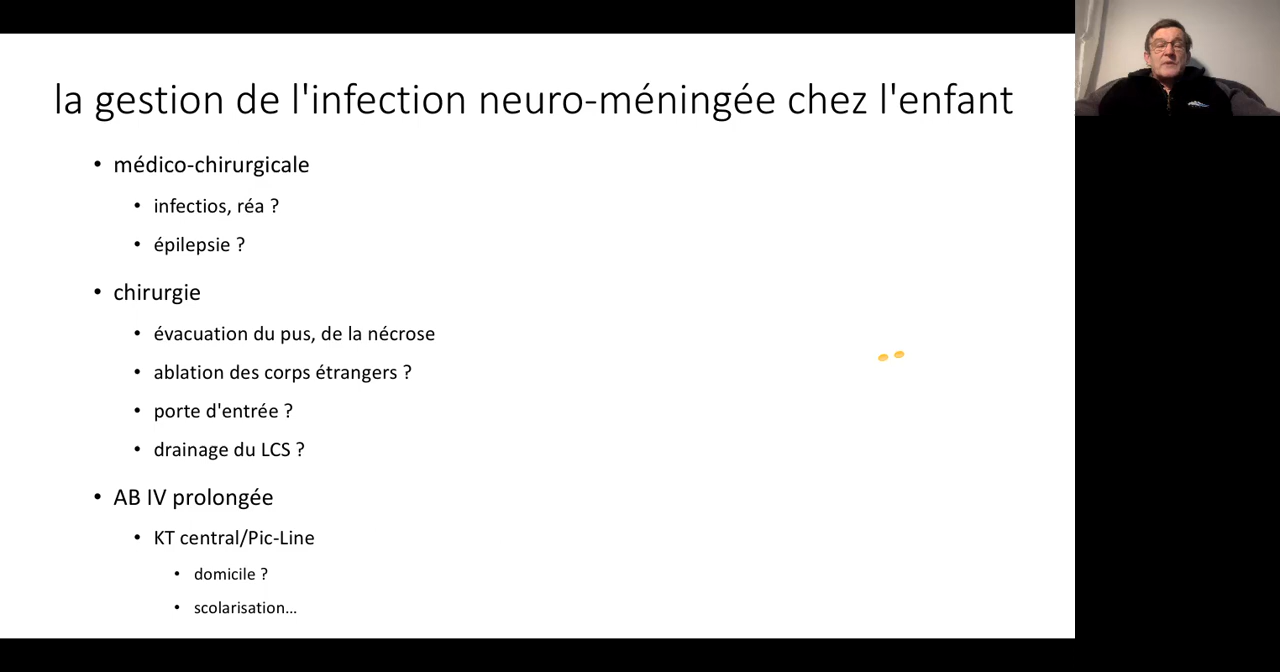 la gestion de l'infection neuro-méningée chez l'enfant
• médico-chirurgicale
• infectios, réa ?
• épilepsie ?
• chirurgie
• évacuation du pus, de la nécrose
• ablation des corps étrangers ?
• porte d'entrée ?
• drainage du LCS ?
• AB IV prolongée
• KT central/Pic-Line
• domicile ?
• scolarisation...